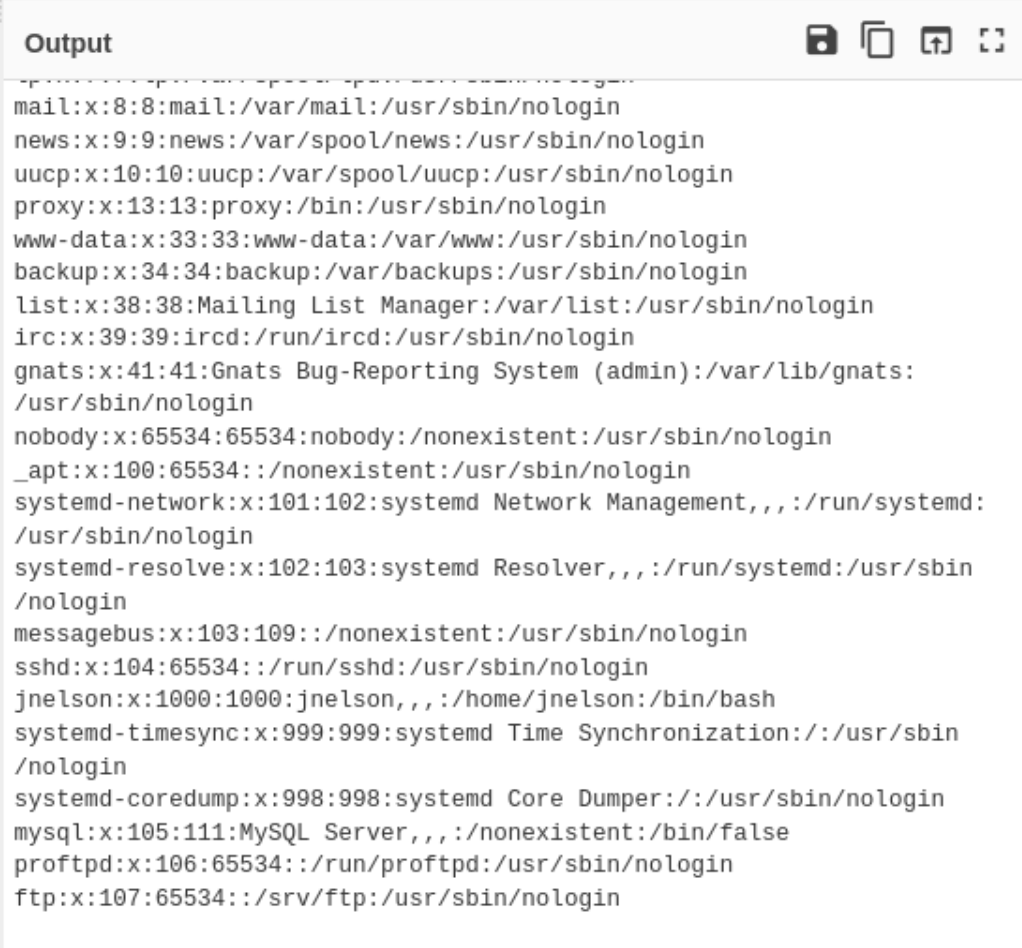 Output
mail:x:8:8:mail:/var/mail:/usr/sbin/nologin
news:x:9:9:news:/var/spool/news:/usr/sbin/nologin
uucp:x:10:10:uucp:/var/spool/uucp:/usr/sbin/nologin
proxy:x:13:13:proxy:/bin:/usr/sbin/nologin
www-data:x:33:33:www-data:/var/www:/usr/sbin/nologin
backup:x:34:34:backup:/var/backups:/usr/sbin/nologin
list:x:38:38:Mailing List Manager:/var/list:/usr/sbin/nologin
irc:x:39:39:ircd:/run/ircd:/usr/sbin/nologin
gnats:x:41:41:Gnats Bug-Reporting System (admin):/var/lib/gnats:
/usr/sbin/nologin
nobody:x:65534:65534:nobody:/nonexistent:/usr/sbin/nologin
_apt:x:100:65534::/nonexistent:/usr/sbin/nologin
systemd-network:x:101:102:systemd Network Management,,,:/run/systemd:
/usr/sbin/nologin
systemd-resolve:x:102:103:systemd Resolver,,,:/run/systemd:/usr/sbin
/nologin
messagebus:x:103:109::/nonexistent:/usr/sbin/nologin
sshd:x:104:65534::/run/sshd:/usr/sbin/nologin
jnelson:x:1000:1000:jnelson,,,:/home/jnelson:/bin/bash
systemd-timesync:x:999:999:systemd Time Synchronization:/:/usr/sbin
/nologin
systemd-coredump:x:998:998:systemd Core Dumper:/:/usr/sbin/nologin
mysql:x:105:111:MySQL Server,,,:/nonexistent:/bin/false
proftpd:x:106:65534::/run/proftpd:/usr/sbin/nologin
ftp:x:107:65534::/srv/ftp:/usr/sbin/nologin